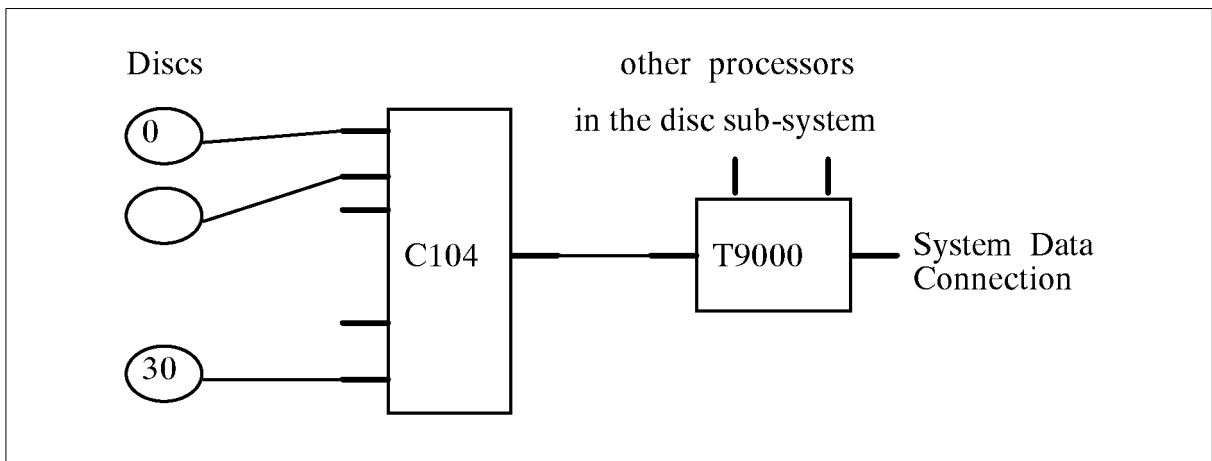 Discs
other processors
in the disc sub-system
0
C104
T9000
System Data
Connection
30